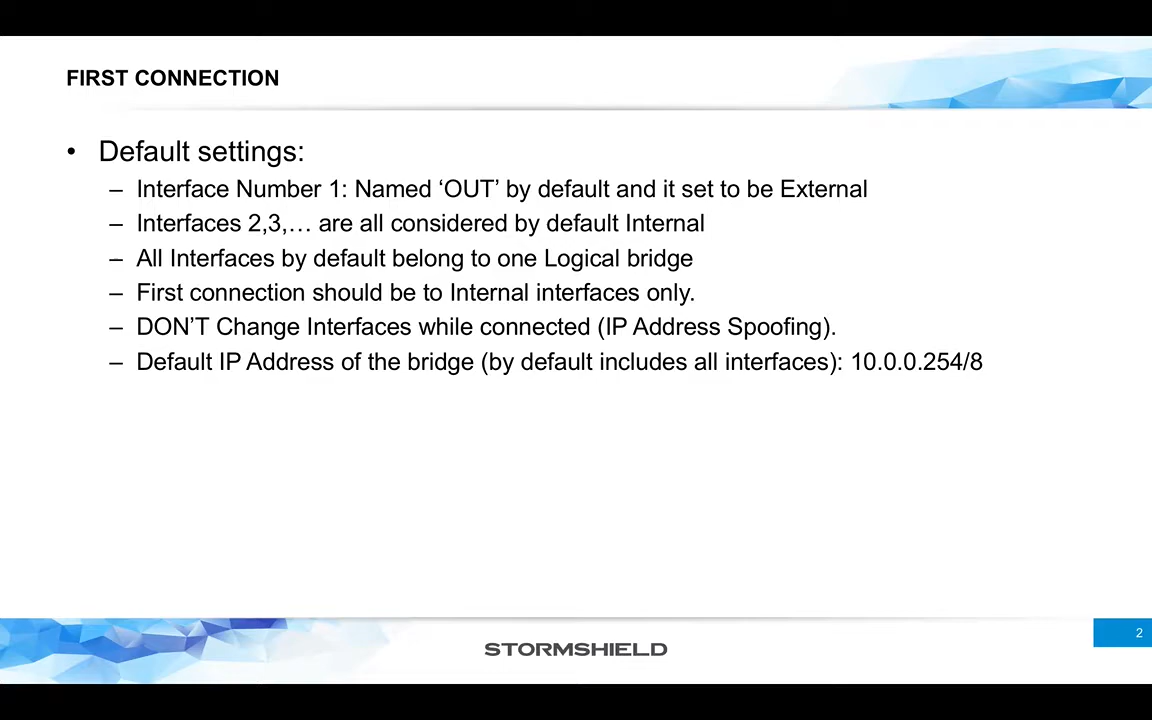 FIRST CONNECTION
• Default settings:
– Interface Number 1: Named ‘OUT’ by default and it set to be External
– Interfaces 2,3,… are all considered by default Internal
– All Interfaces by default belong to one Logical bridge
– First connection should be to Internal interfaces only.
– DON’T Change Interfaces while connected (IP Address Spoofing).
– Default IP Address of the bridge (by default includes all interfaces): 10.0.0.254/8
STORMSHIELD
2